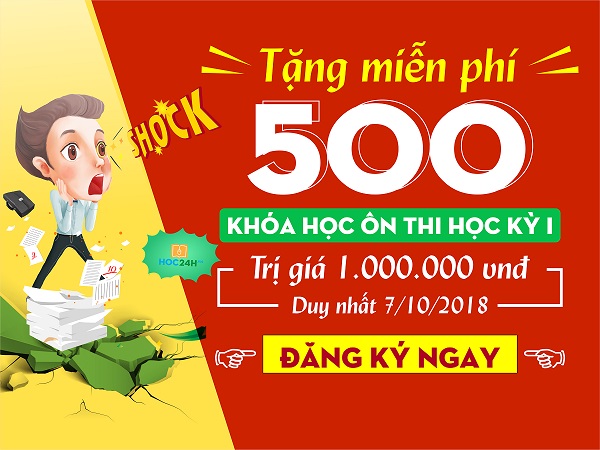 Tặng miễn phí
SHOCK
500
KHÓA HỌC ÔN THI HỌC KỲ I
HOC24H
Trị giá 1.000.000 vnđ
Duy nhất 7/10/2018
ĐĂNG KÝ NGAY